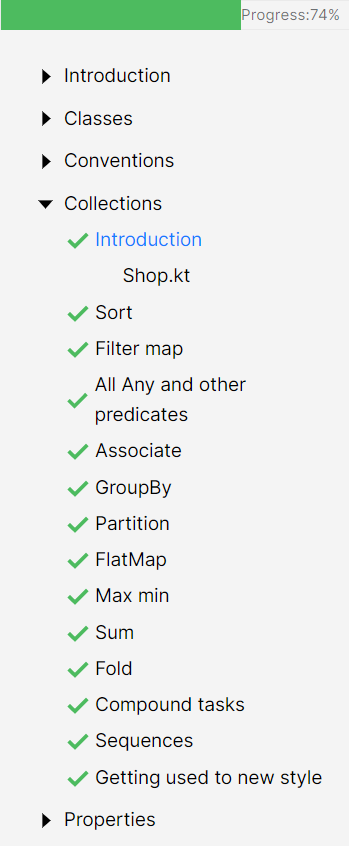 Progress:74%
Introduction
Classes
Conventions
Collections
Introduction
Shop.kt
Sort
Filter map
All Any and other
predicates
Associate
GroupBy
Partition
FlatMap
Max min
Sum
Fold
Compound tasks
Sequences
Getting used to new style
Properties